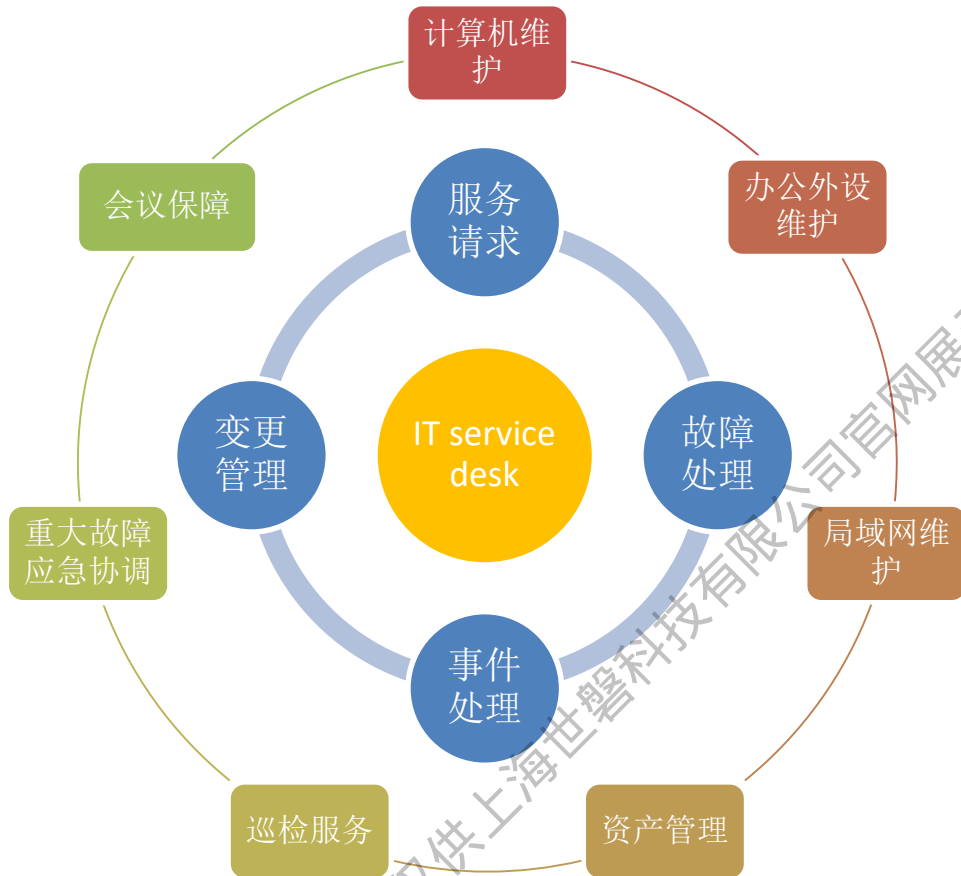 计算机维
护
会议保障
服务
请求
办公外设
维护
变更
管理
IT service
desk
故障
处理
重大故障
应急协调
局域网维
护
事件
处理
巡检服务
资产管理
仅供上海世磐科技有限公司官网展